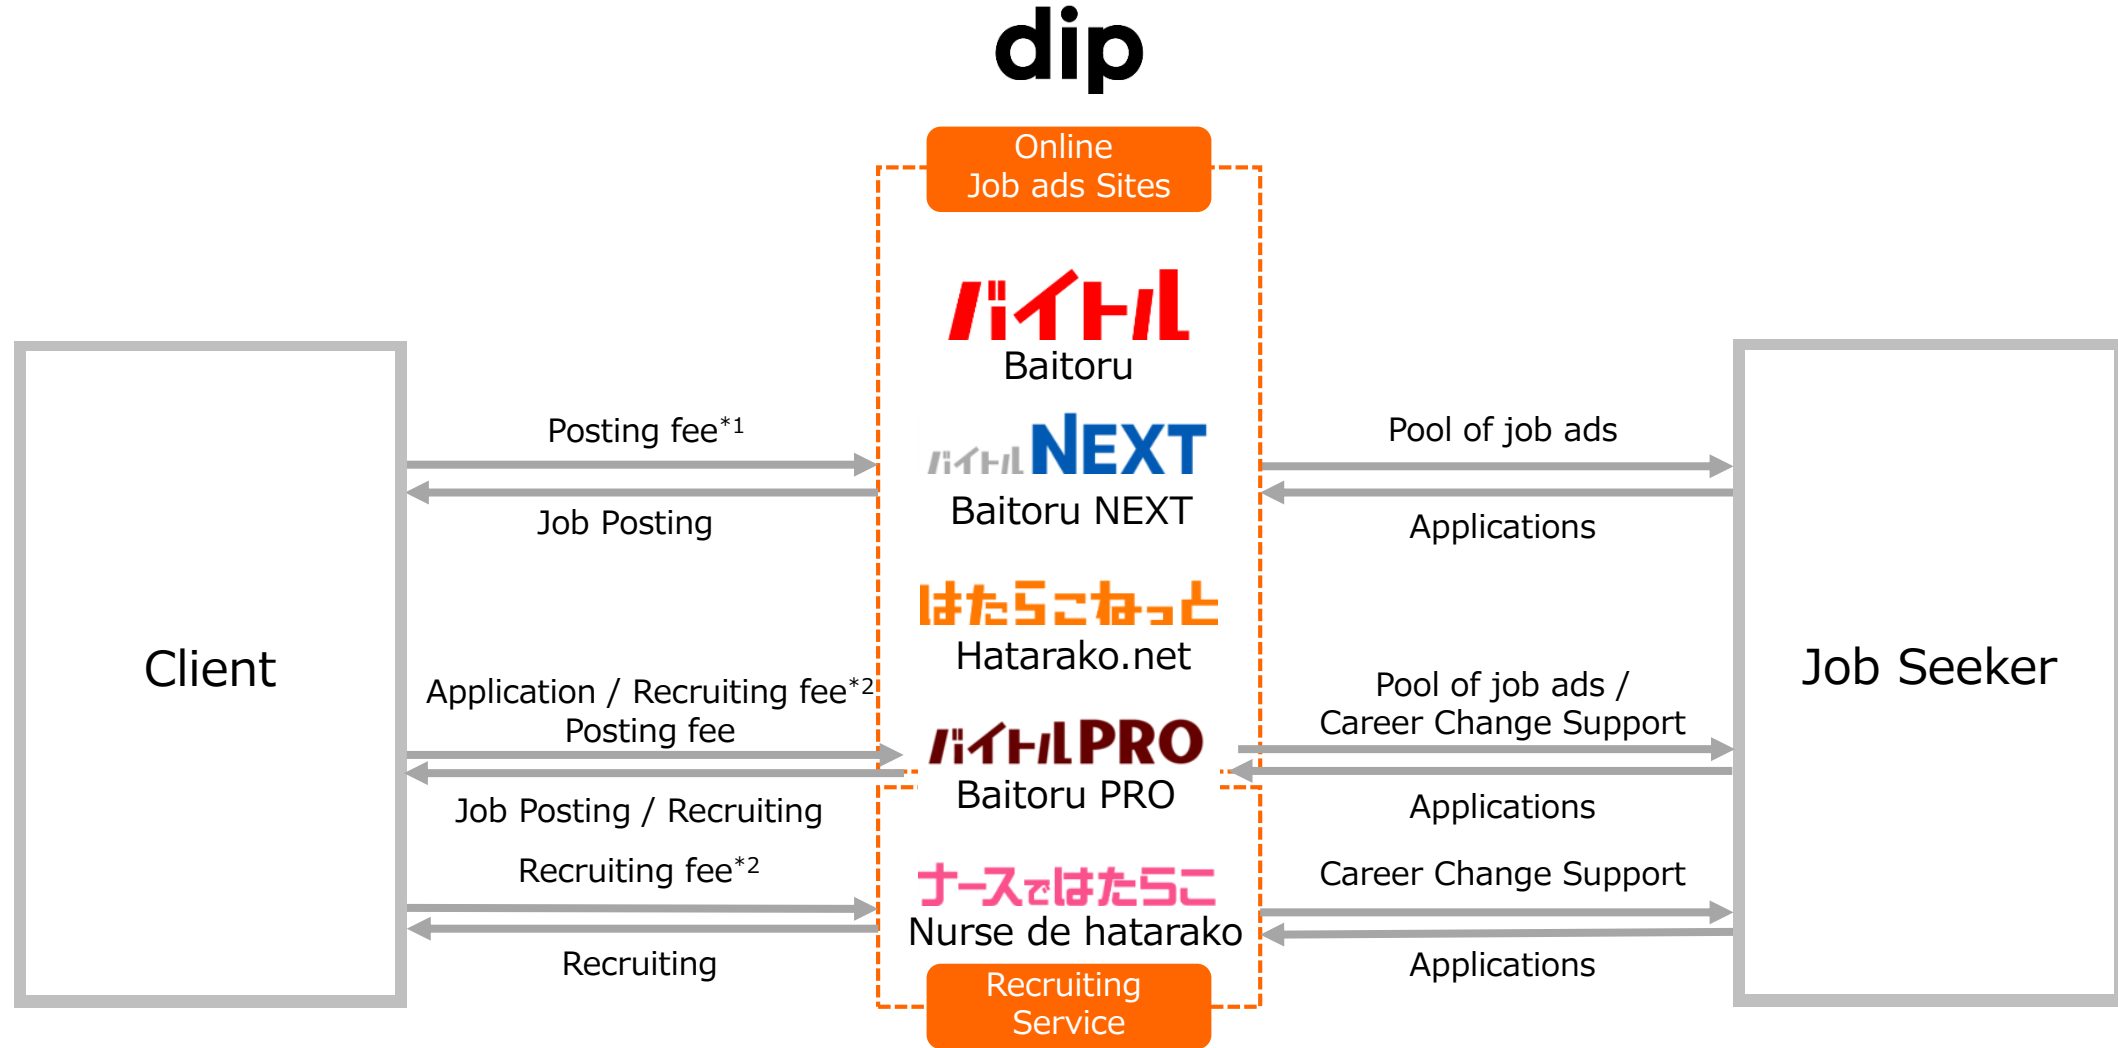 dip
Online
Job ads Sites
バイトル
Baitoru
Posting fee*1
Pool of job ads
バイトルNEXT
Baitoru NEXT
Job Posting
Applications
はたらこねっと
Hatarako.net
Client
Job Seeker
Application / Recruiting fee*2
Posting fee
Pool of job ads /
Career Change Support
バイトルPRO
Baitoru PRO
Job Posting / Recruiting
Applications
Recruiting fee*2
Career Change Support
ナースではたらこ
Nurse de hatarako
Recruiting
Applications
Recruiting
Service